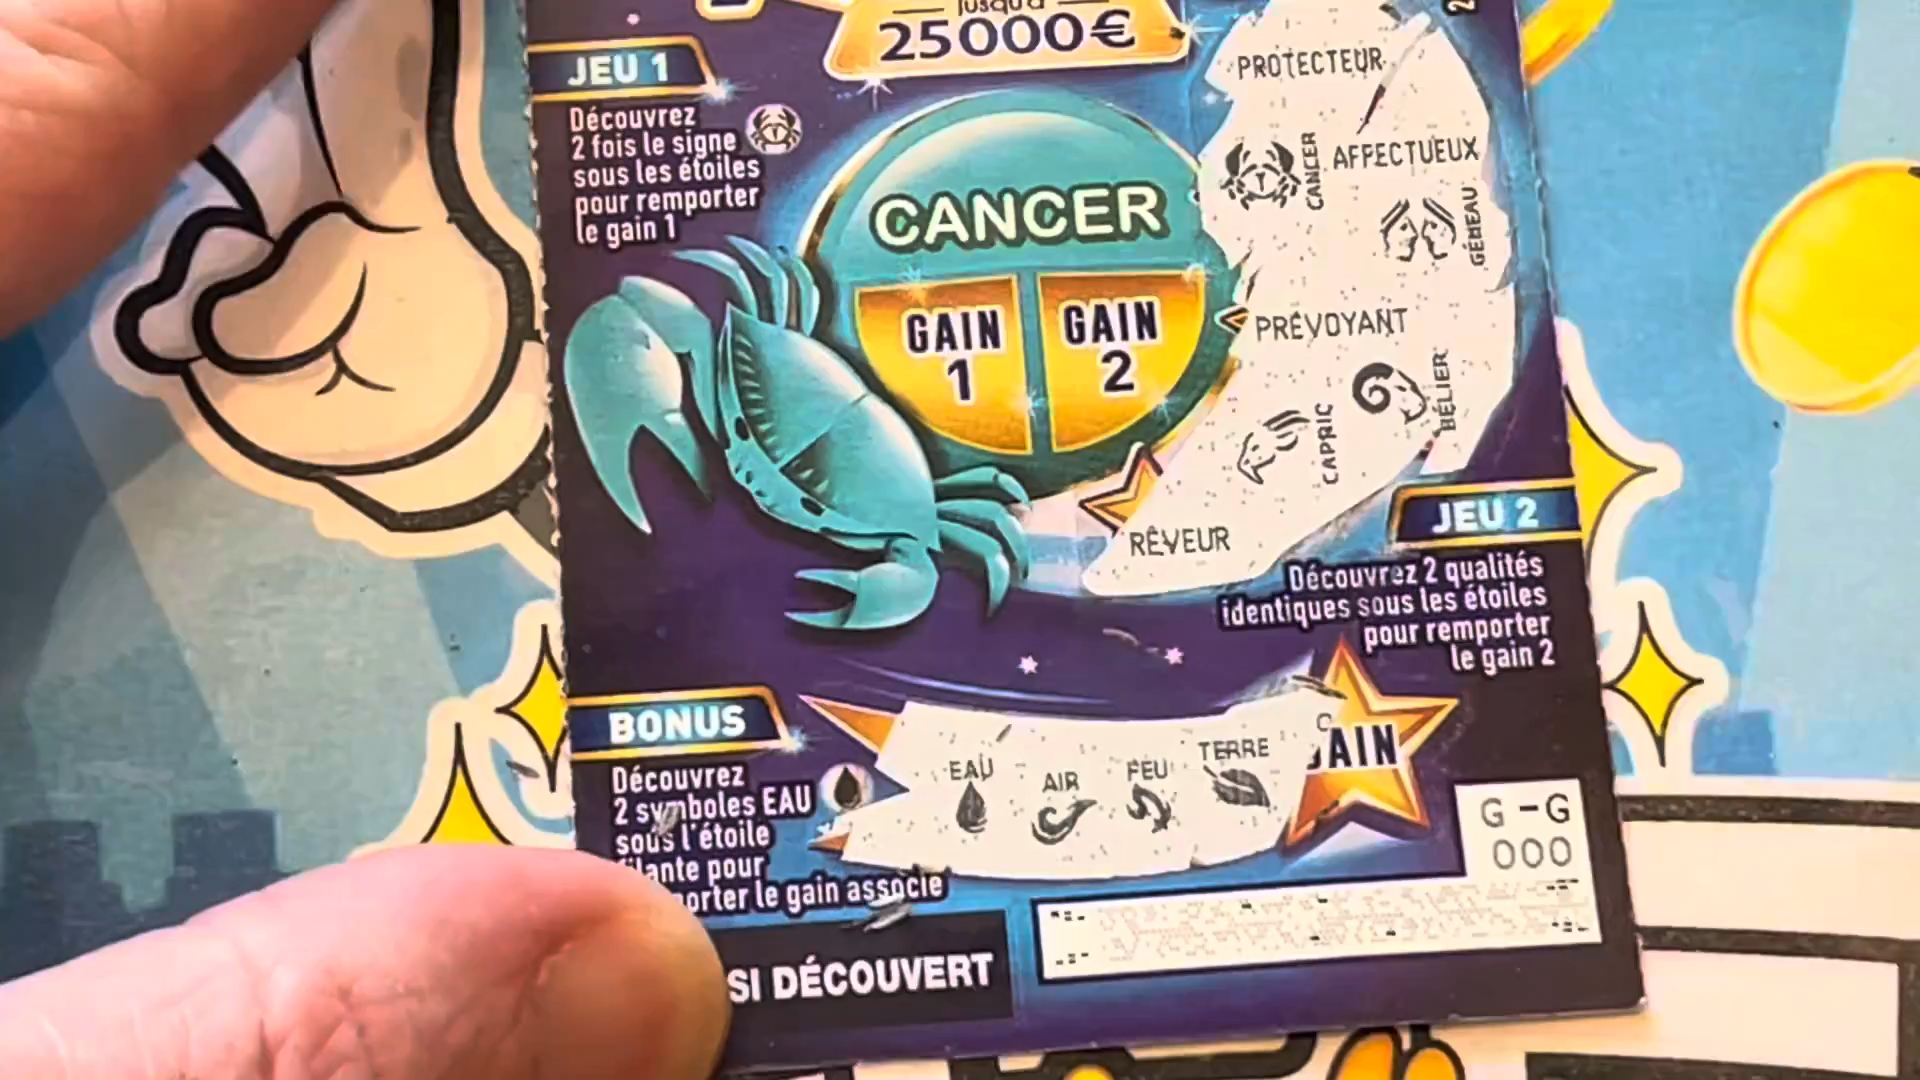 Jusqu'à
25000€
JEU 1
Découvrez
2 fois le signe
sous les étoiles
pour remporter
le gain 1
CANCER
GAIN
1
GAIN
2
PROTECTEUR
CANCER
AFFECTUEUX
GÉMEAU
PRÉVOYANT
BÉLIER
CAPRIC
RÊVEUR
JEU 2
Découvrez 2 qualités
identiques sous les étoiles
pour remporter
le gain 2
BONUS
Découvrez
2 symboles EAU
sous l'étoile
ilante pour
porter le gain associé
EAU
AIR
FEU
TERRE
AIN
G - G
000
SI DÉCOUVERT